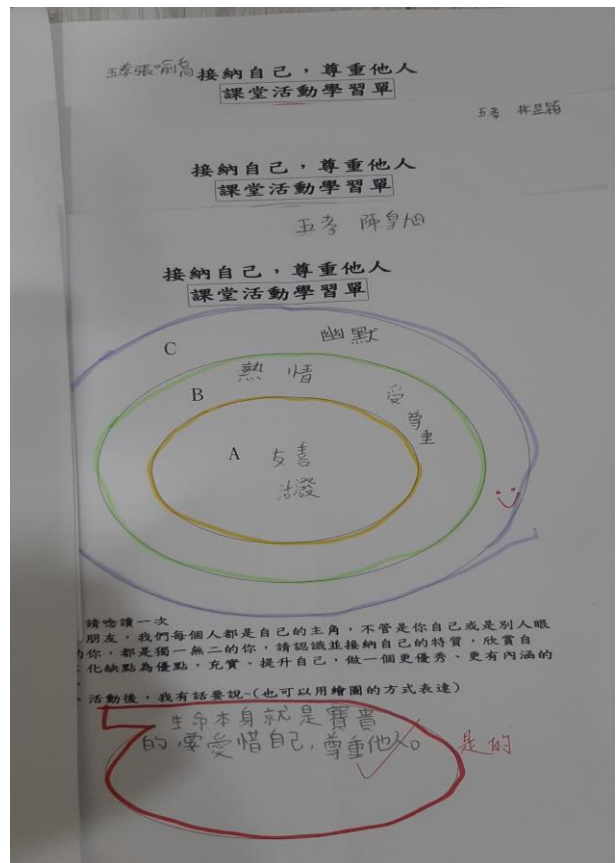 接納自己，尊重他人
課堂活動學習單
五孝
接納自己，尊重他人
課堂活動學習單
五孝
接納自己，尊重他人
課堂活動學習單
C
幽默
B
熱情
受尊重
A
友善
活潑
請唸讀一次
朋友，我們每個人都是自己的主角，不管是你自己或是別人眼
的你，都是獨一無二的你，請認識並接納自己的特質，欣賞自
化缺點為優點，充實、提升自己，做一個更優秀、更有內涵的
活動後，我有話要說~(也可以用繪圖的方式表達)
生命本身就是寶貴
的，要愛惜自己，尊重他人。
是的